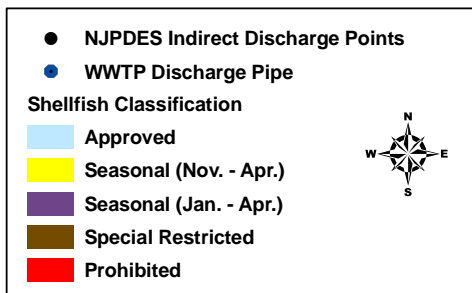 NJPDES Indirect Discharge Points
WWTP Discharge Pipe
Shellfish Classification
Approved
Seasonal (Nov. - Apr.)
Seasonal (Jan. - Apr.)
Special Restricted
Prohibited
N
W E
S